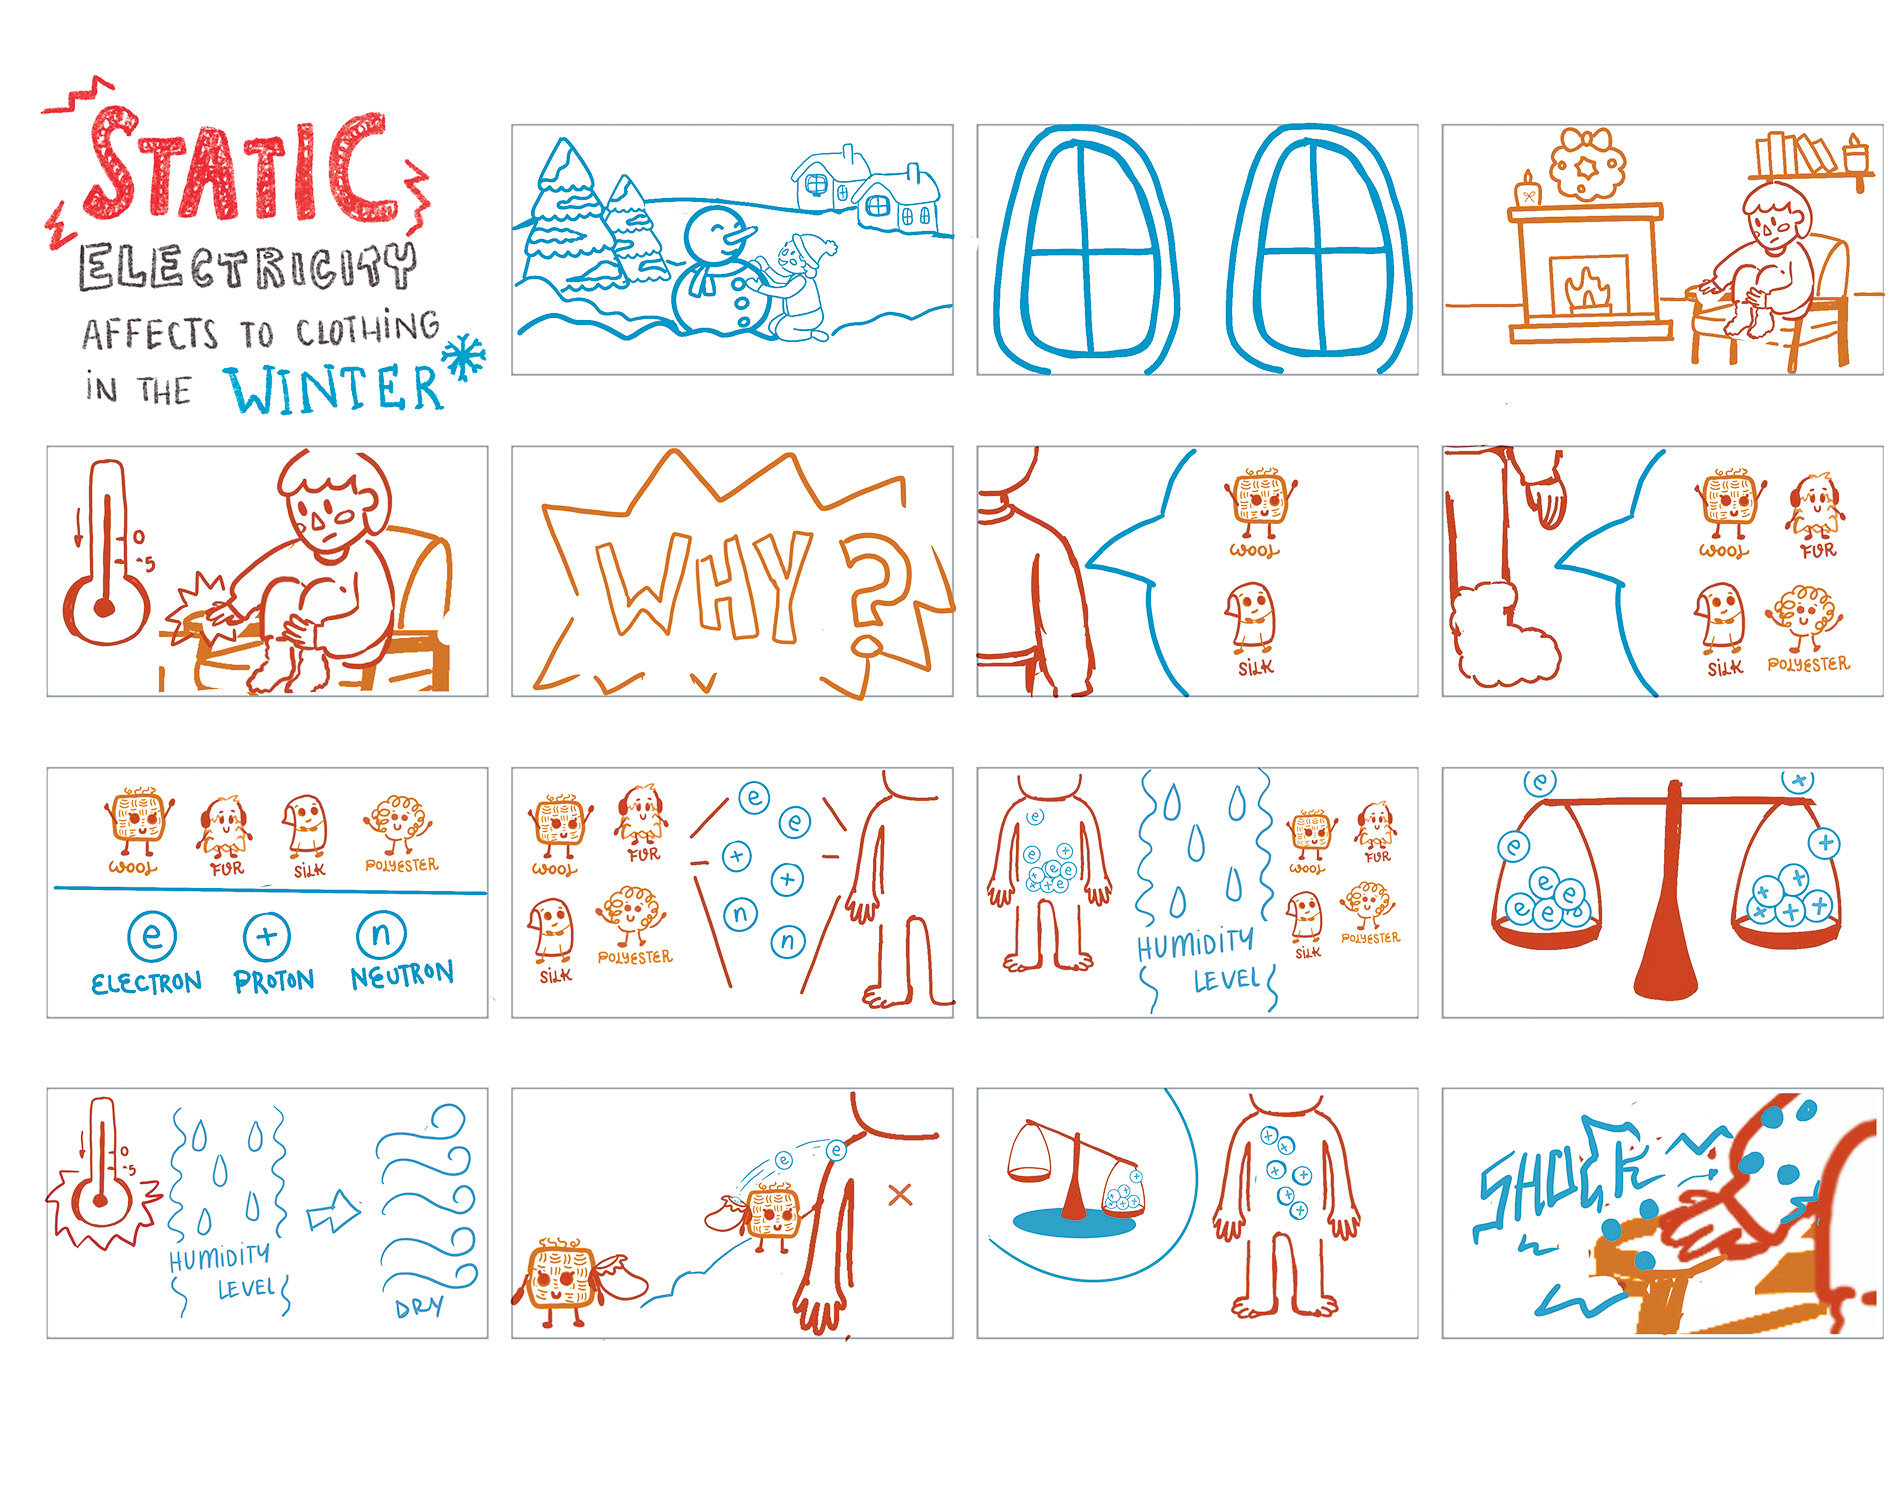 STATIC
ELECTRICITY
AFFECTS TO CLOTHING
iN THE WINTER
0
-5
WHY?
WOOL
SILK
WOOL
FUR
SILK
POLYESTER
WOOL
FUR
SILK
POLYESTER
e
+
n
ELECTRON
PROTON
NEUTRON
WOOL
FUR
SILK
POLYESTER
e
e
+
+
n
n
e
e
+
e
+
e
+
e
HUMiDiTY
LEVEL
WOOL
FUR
SILK
POLYESTER
e
+
e
+
e
e
e
e
+
+
+
+
+
0
-5
HUMiDiTY
LEVEL
DRY
e
e
+
+
+
+
+
+
+
+
+
+
+
SHOCK